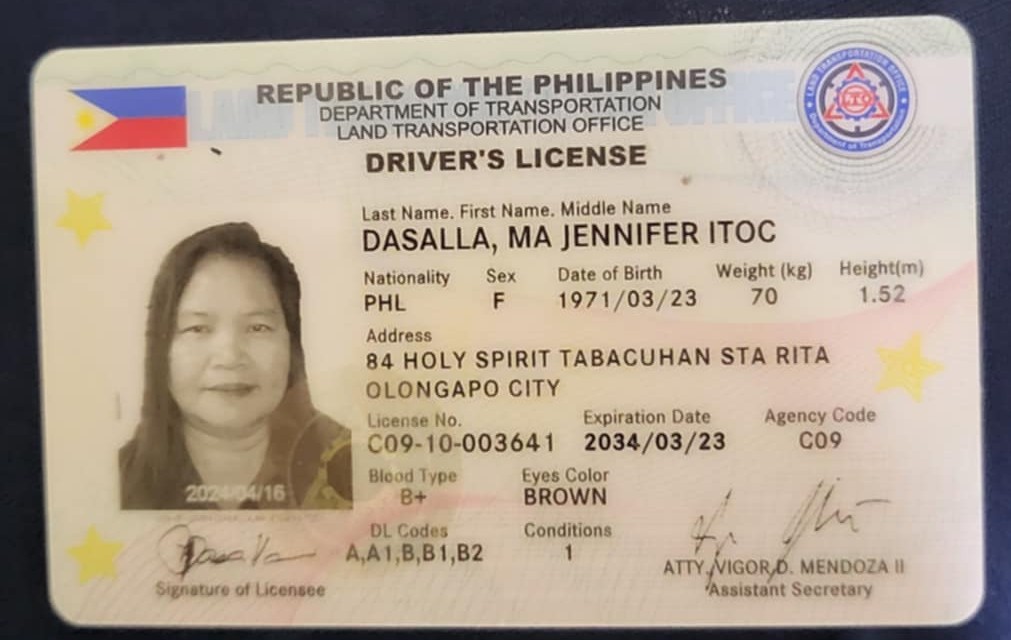 REPUBLIC OF THE PHILIPPINES
DEPARTMENT OF TRANSPORTATION
LAND TRANSPORTATION OFFICE
DRIVER'S LICENSE
LAND TRANSPORTATION OFFICE
LTO
Department of Transportation
Last Name. First Name. Middle Name
DASALLA, MA JENNIFER ITOC
Nationality Sex Date of Birth Weight (kg) Height(m)
PHL F 1971/03/23 70 1.52
Address
84 HOLY SPIRIT TABACUHAN STA RITA
OLONGAPO CITY
License No. Expiration Date Agency Code
C09-10-003641 2034/03/23 C09
Blood Type Eyes Color
B+ BROWN
DL Codes Conditions
A,A1,B,B1,B2 1
2024/04/16
Dasalla
Signature of Licensee
ATTY. VIGOR D. MENDOZA II
Assistant Secretary